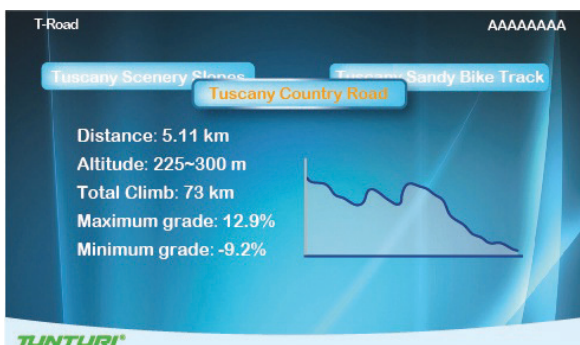 T-Road
AAAAAAAA
Tuscany Scenery Slopes
Tuscany Sandy Bike Track
Tuscany Country Road
Distance: 5.11 km
Altitude: 225~300 m
Total Climb: 73 km
Maximum grade: 12.9%
Minimum grade: -9.2%
TUNTURI®